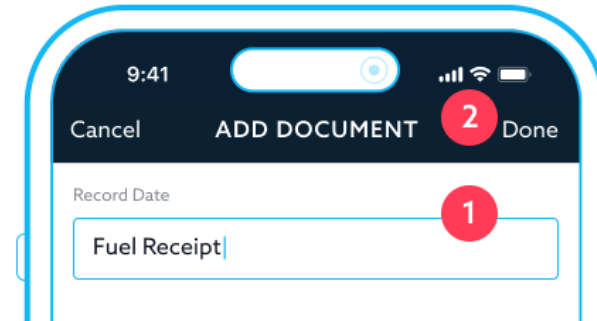 9:41
Cancel ADD DOCUMENT 2 Done
Record Date
1
Fuel Receipt